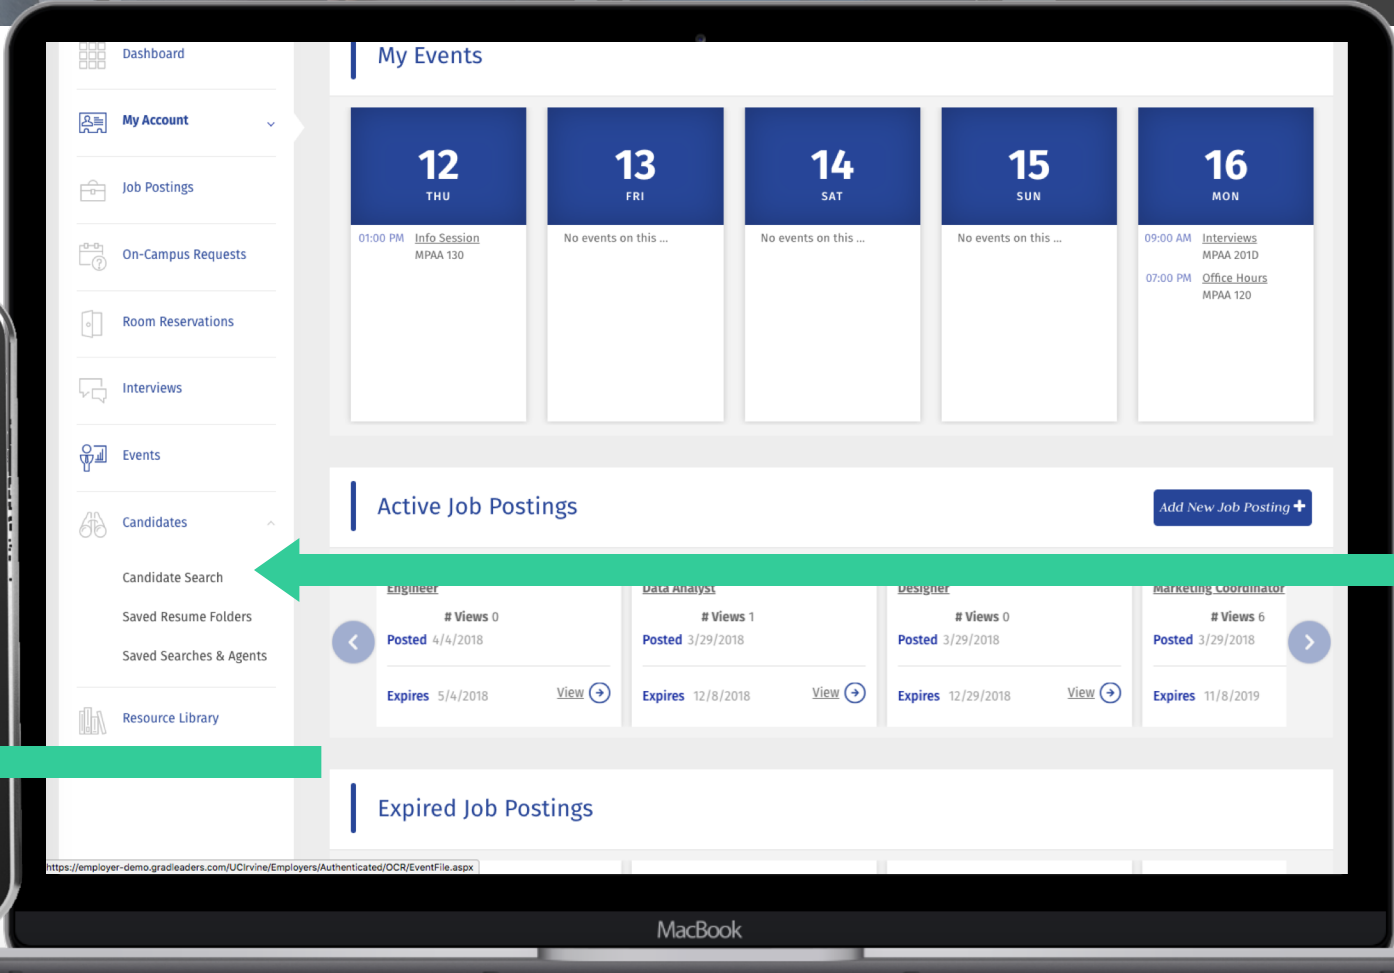 Dashboard
My Account
Job Postings
On-Campus Requests
Room Reservations
Interviews
Events
Candidates
Candidate Search
Saved Resume Folders
Saved Searches & Agents
Resource Library
My Events
12
THU
01:00 PM Info Session
MPAA 130
13
FRI
No events on this ...
14
SAT
No events on this ...
15
SUN
No events on this ...
16
MON
09:00 AM Interviews
MPAA 201D
07:00 PM Office Hours
MPAA 120
Active Job Postings
Add New Job Posting
Engineer
# Views 0
Posted 4/4/2018
Expires 5/4/2018
View
Data Analyst
# Views 1
Posted 3/29/2018
Expires 12/8/2018
View
Designer
# Views 0
Posted 3/29/2018
Expires 12/29/2018
View
Marketing Coordinator
# Views 6
Posted 3/29/2018
Expires 11/8/2019
Expired Job Postings
https://employer-demo.gradleaders.com/UCIrvine/Employers/Authenticated/OCR/EventFile.aspx
MacBook